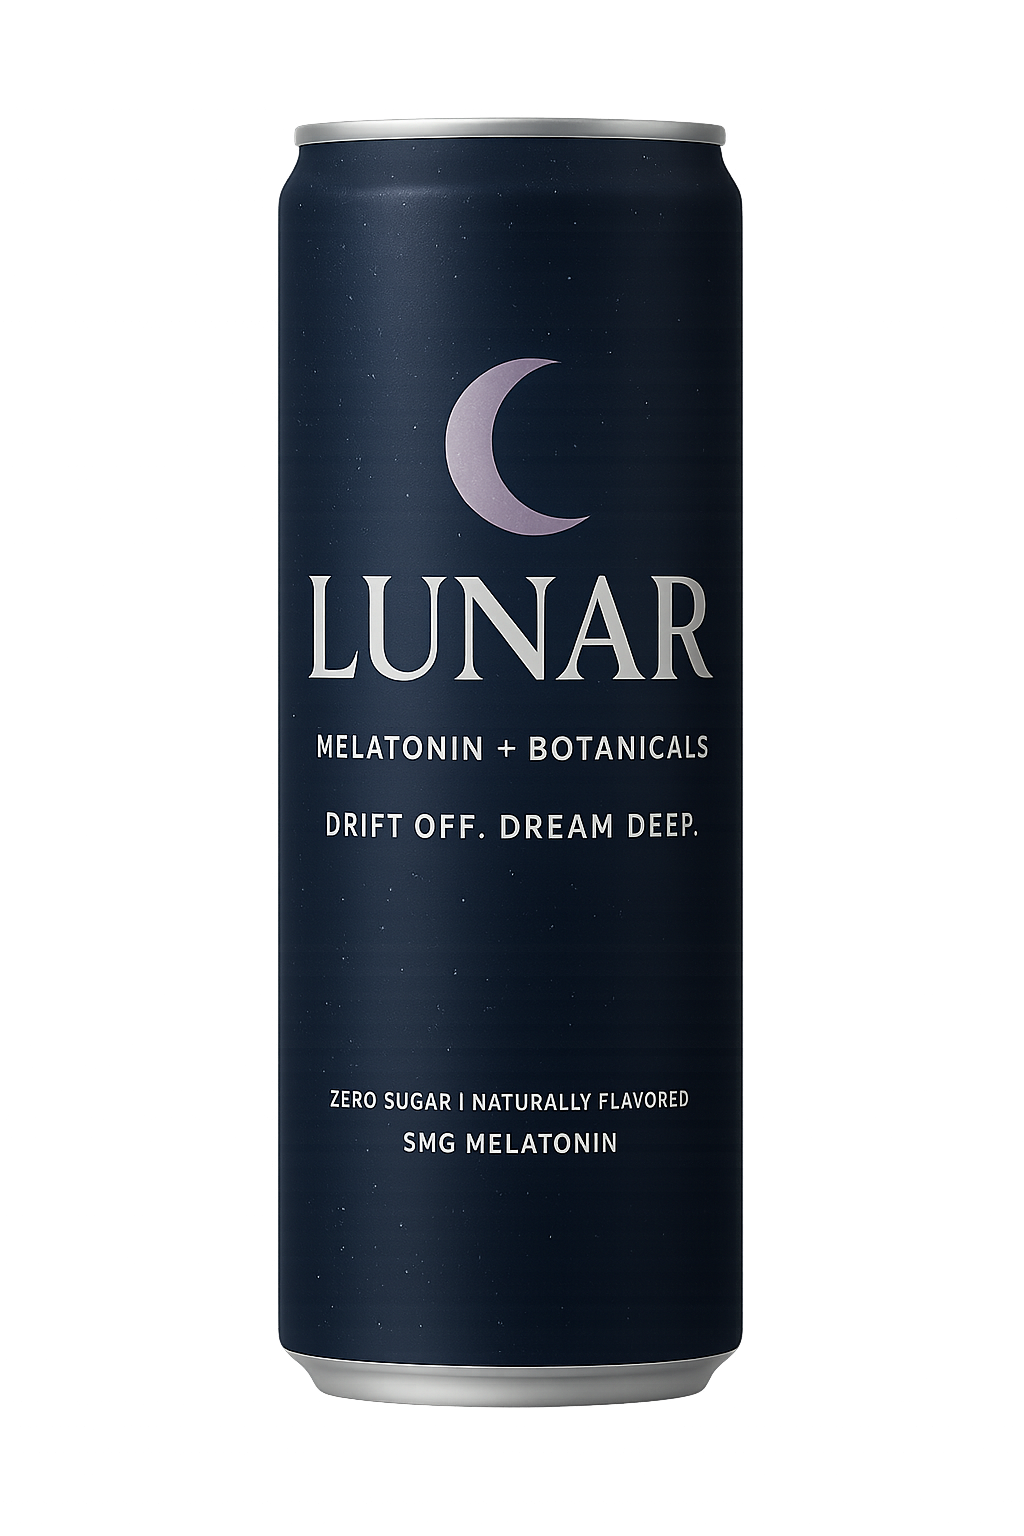 LUNAR
MELATONIN + BOTANICALS
DRIFT OFF. DREAM DEEP.
ZERO SUGAR | NATURALLY FLAVORED
SMG MELATONIN